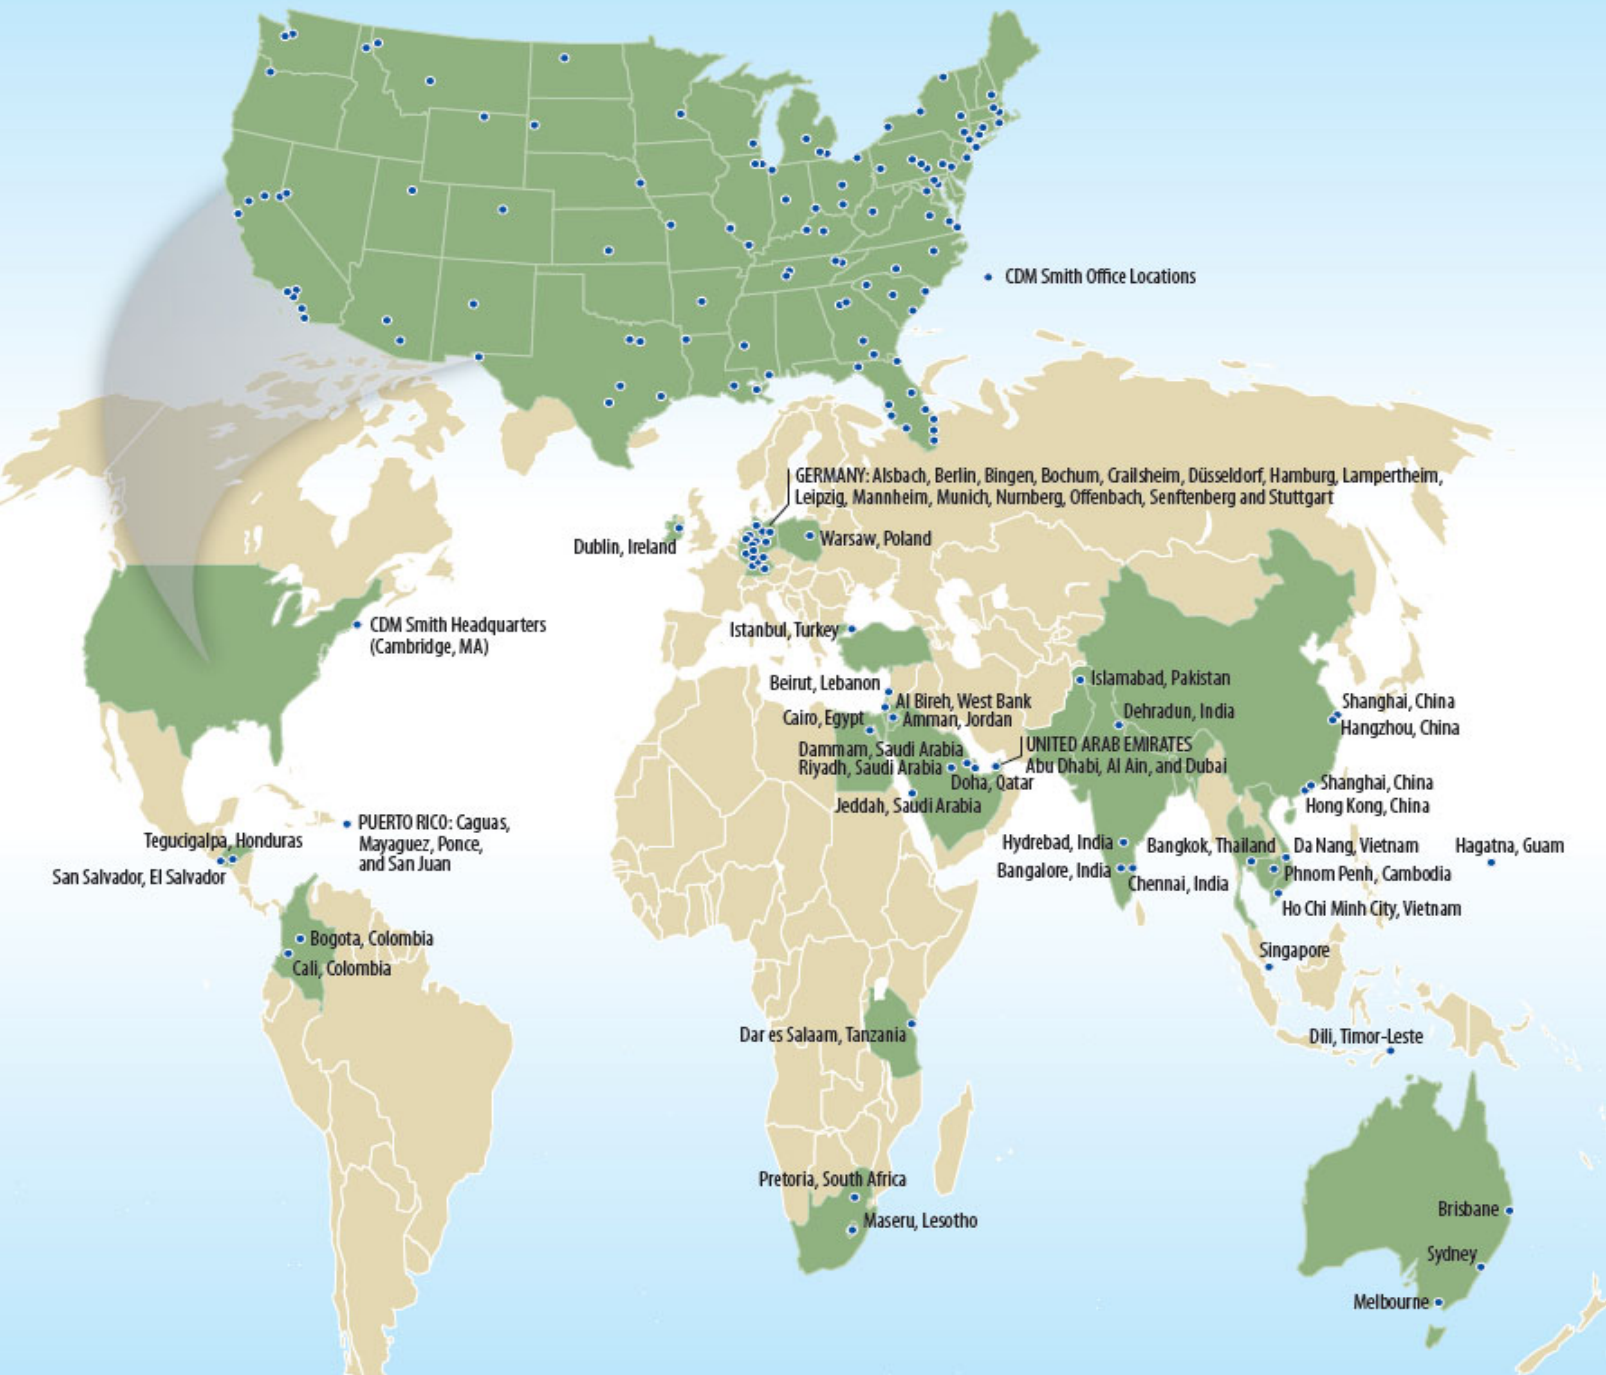 CDM Smith Office Locations
GERMANY: Alsbach, Berlin, Bingen, Bochum, Crailsheim, Düsseldorf, Hamburg, Lampertheim,
Leipzig, Mannheim, Munich, Nurnberg, Offenbach, Senftenberg and Stuttgart
Dublin, Ireland
Warsaw, Poland
CDM Smith Headquarters
(Cambridge, MA)
Istanbul, Turkey
Beirut, Lebanon
Islamabad, Pakistan
Al Bireh, West Bank
Shanghai, China
Cairo, Egypt
Amman, Jordan
Dehradun, India
Hangzhou, China
Dammam, Saudi Arabia
UNITED ARAB EMIRATES
Abu Dhabi, Al Ain, and Dubai
Riyadh, Saudi Arabia
Doha, Qatar
Shanghai, China
Jeddah, Saudi Arabia
Hong Kong, China
PUERTO RICO: Caguas,
Mayaguez, Ponce,
and San Juan
Tegucigalpa, Honduras
San Salvador, El Salvador
Hydrebad, India
Bangkok, Thailand
Da Nang, Vietnam
Hagatna, Guam
Bangalore, India
Chennai, India
Phnom Penh, Cambodia
Ho Chi Minh City, Vietnam
Bogota, Colombia
Cali, Colombia
Singapore
Dar es Salaam, Tanzania
Dili, Timor-Leste
Pretoria, South Africa
Maseru, Lesotho
Brisbane
Sydney
Melbourne